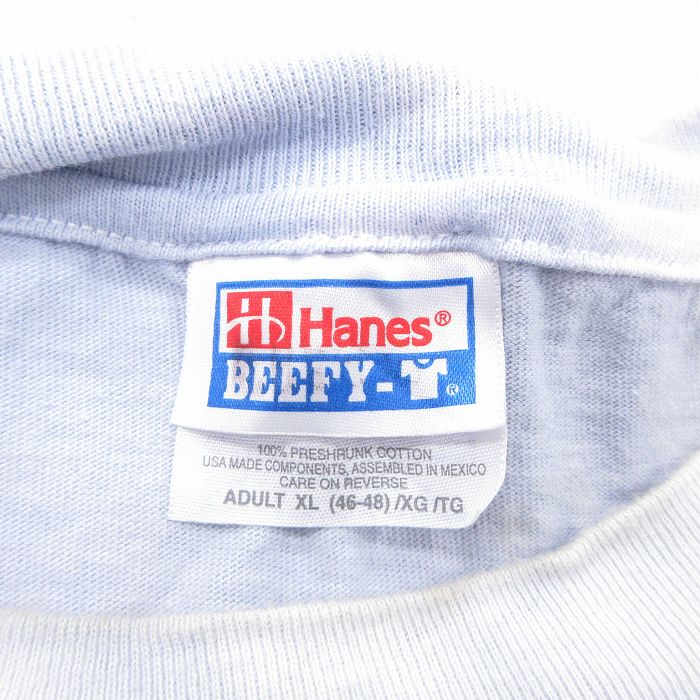 Hanes®
BEEFY-T®
100% PRESHRUNK COTTON
USA MADE COMPONENTS, ASSEMBLED IN MEXICO
CARE ON REVERSE
ADULT XL (46-48) /XG /TG